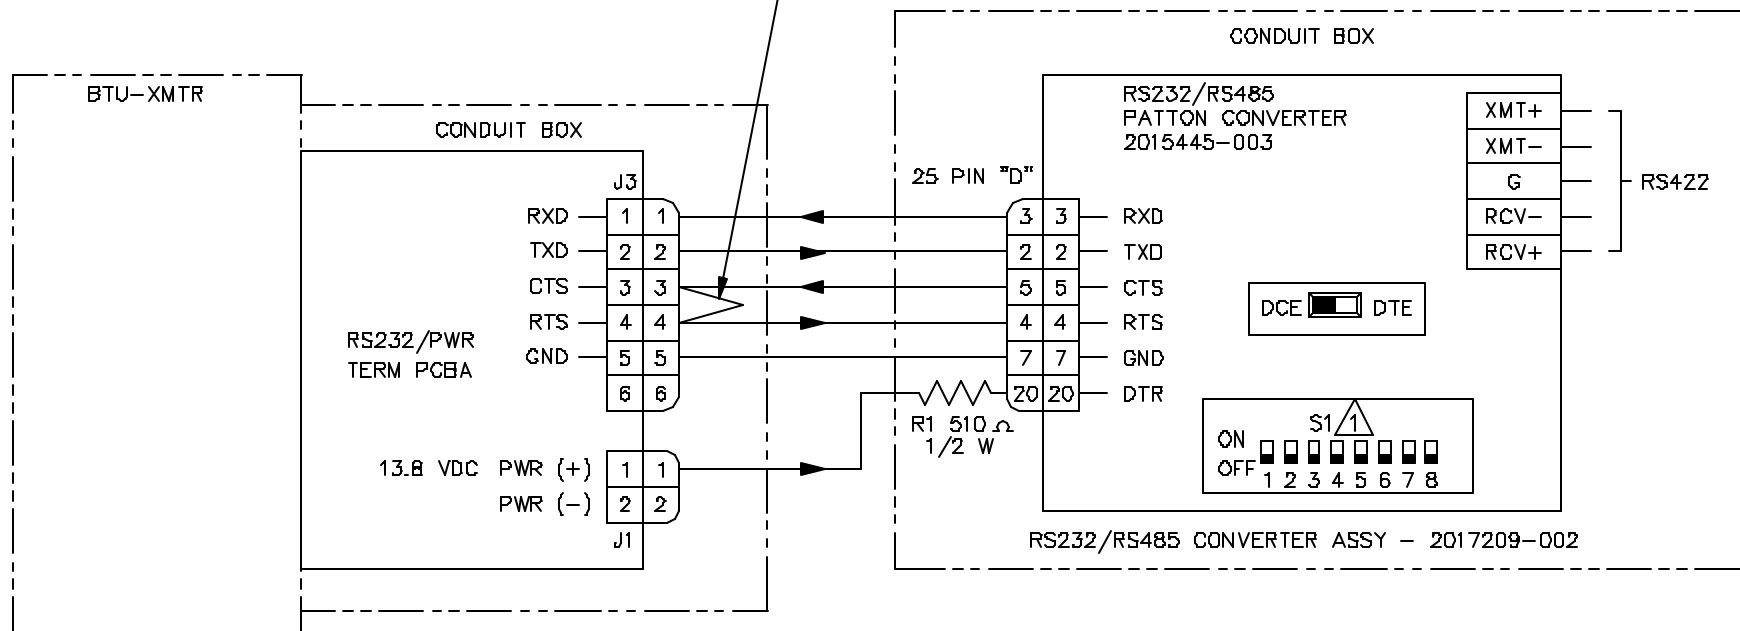 CONDUIT BOX
BTU-XMTR
CONDUIT BOX
RS232/RS485
PATTON CONVERTER
2015445-003
XMT+
XMT-
G
RCV-
RCV+
RS422
25 PIN "D"
J3
RXD 1 1 3 3 RXD
TXD 2 2 2 2 TXD
CTS 3 3 5 5 CTS
RTS 4 4 4 4 RTS
GND 5 5 7 7 GND
6 6 20 20 DTR
RS232/PWR
TERM PCBA
DCE DTE
R1 510 Ω
1/2 W
S1 1
ON
OFF
1 2 3 4 5 6 7 8
13.8 VDC PWR (+) 1 1
PWR (-) 2 2
J1
RS232/RS485 CONVERTER ASSY - 2017209-002